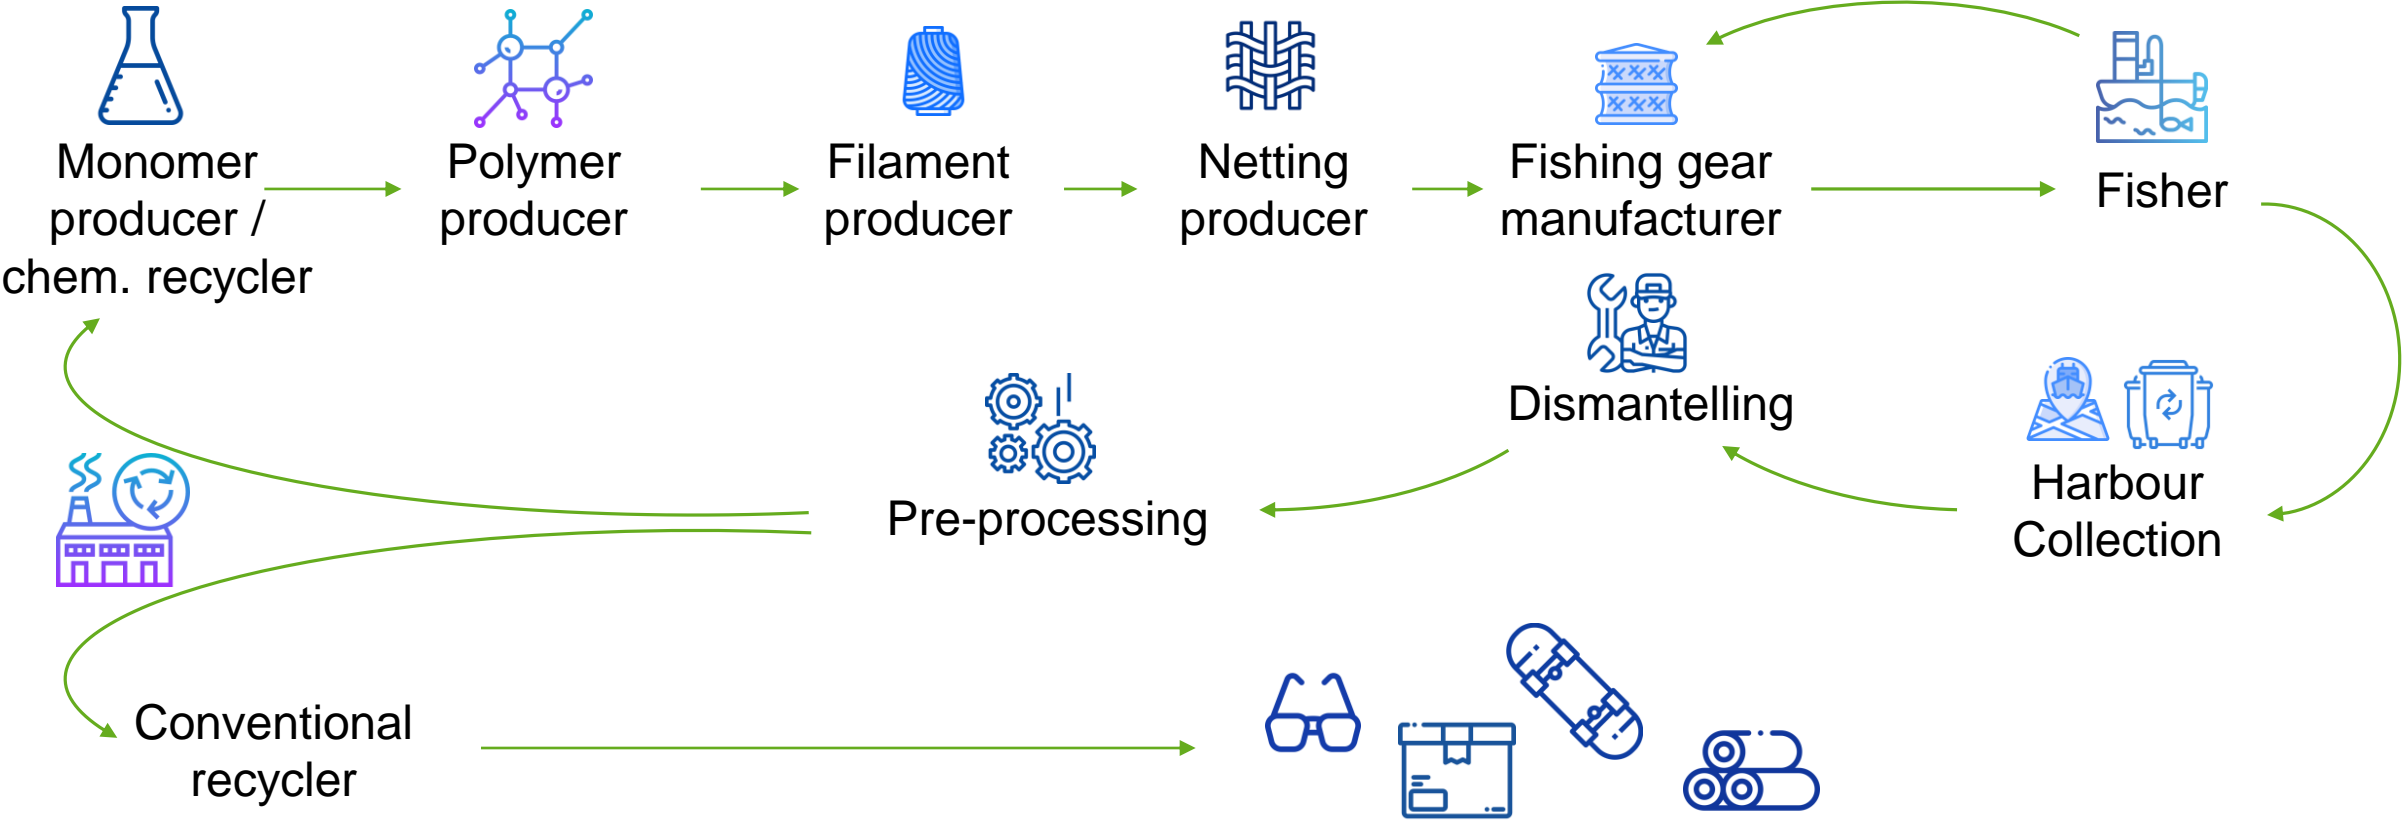 Monomer
producer /
chem. recycler
Polymer
producer
Filament
producer
Netting
producer
Fishing gear
manufacturer
Fisher
Dismantelling
Harbour
Collection
Pre-processing
Conventional
recycler